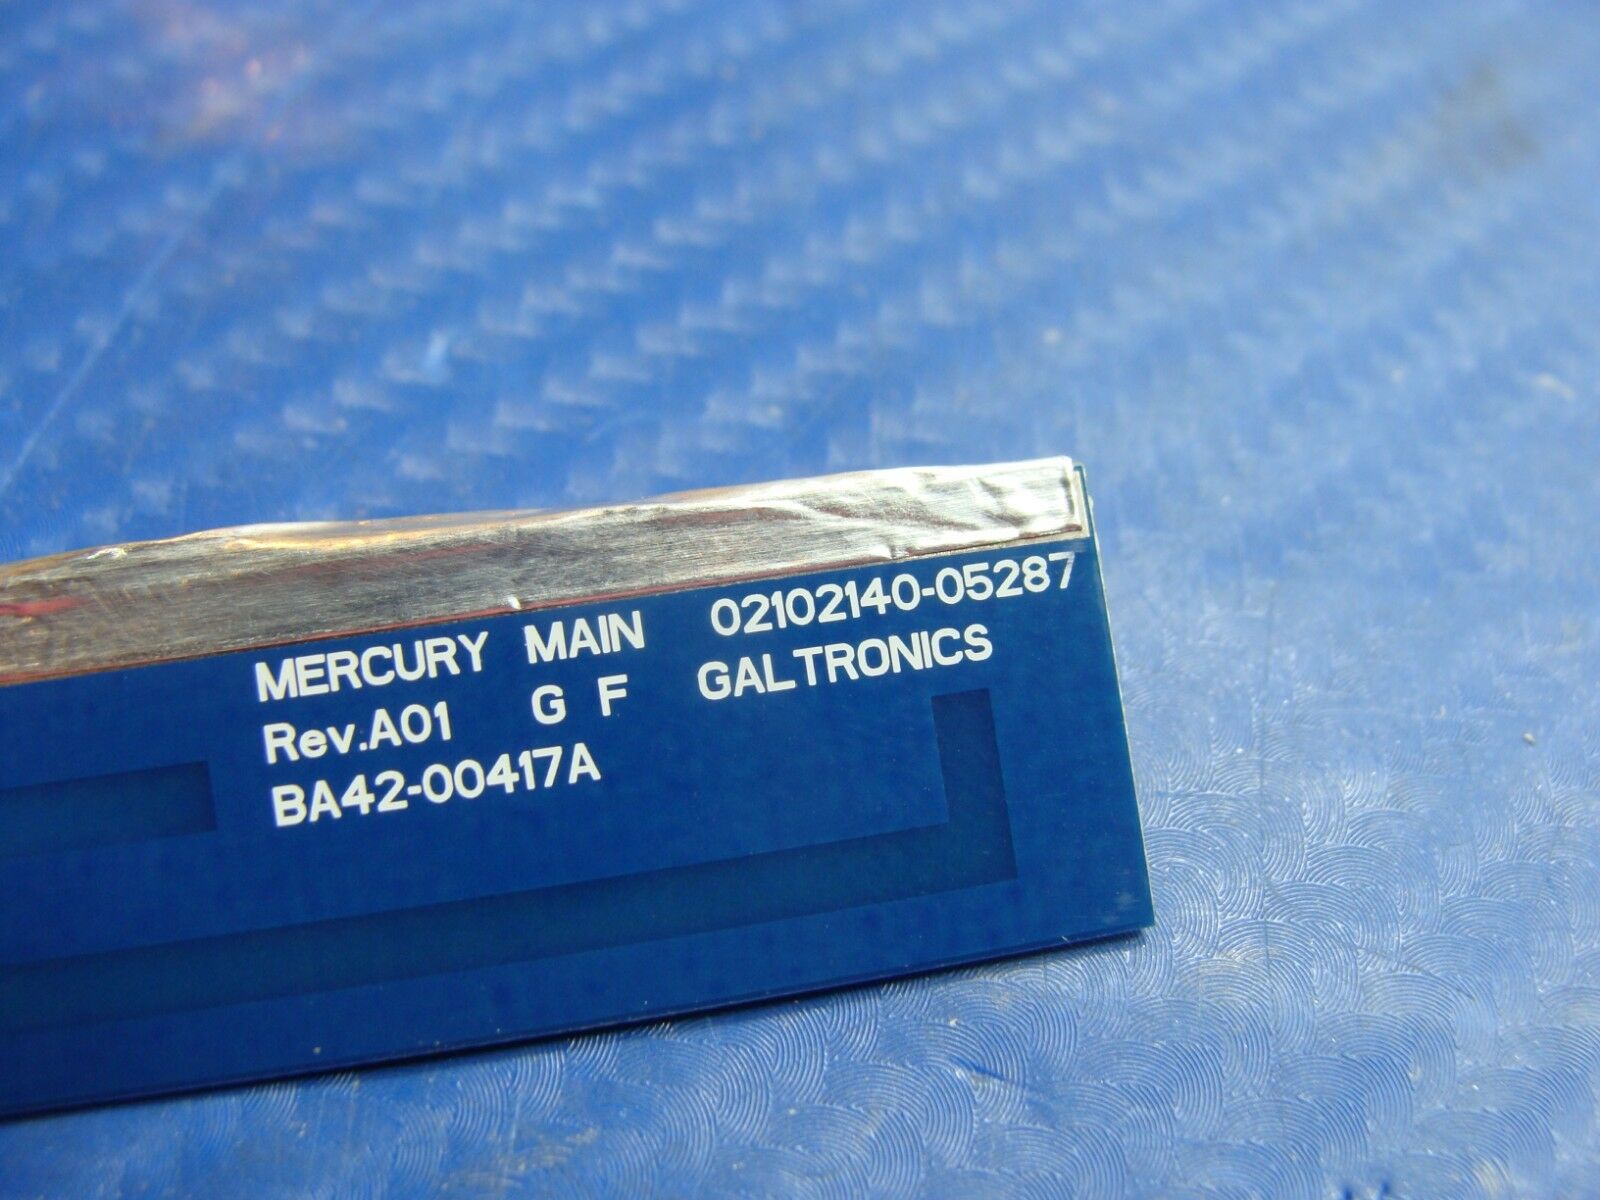 MERCURY MAIN 02102140-05287
Rev.A01 G F GALTRONICS
BA42-00417A